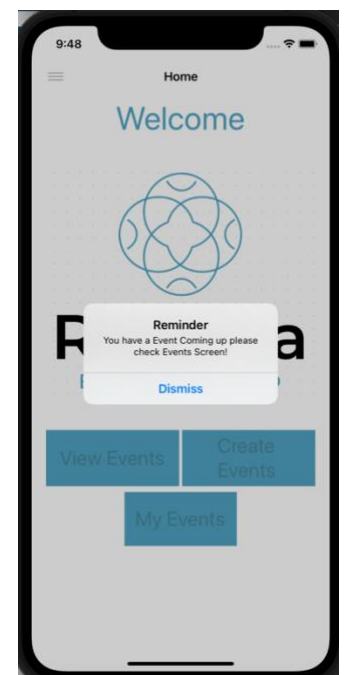 9:48
Home
Welcome
Reminder
You have a Event Coming up please
check Events Screen!
Dismiss
View Events
Create
Events
My Events